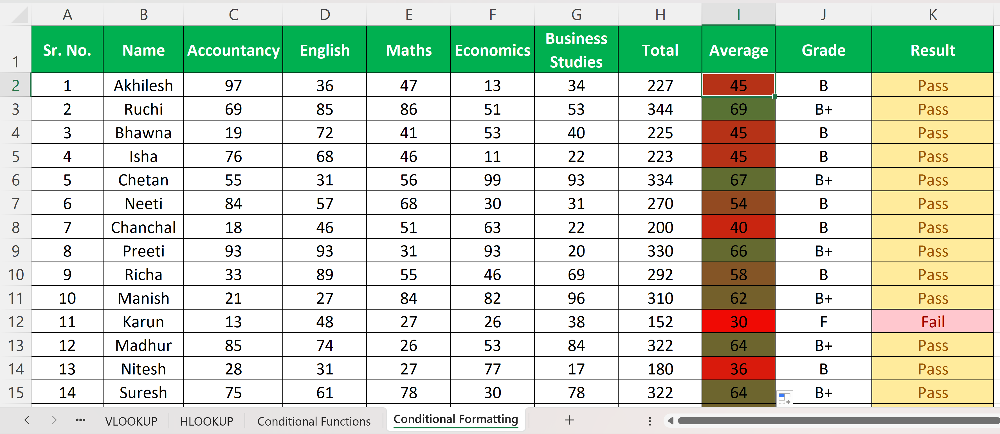 A B C D E F G H I J K
1 Sr. No. Name Accountancy English Maths Economics Business Studies Total Average Grade Result
2 1 Akhilesh 97 36 47 13 34 227 45 B Pass
3 2 Ruchi 69 85 86 51 53 344 69 B+ Pass
4 3 Bhawna 19 72 41 53 40 225 45 B Pass
5 4 Isha 76 68 46 11 22 223 45 B Pass
6 5 Chetan 55 31 56 99 93 334 67 B+ Pass
7 6 Neeti 84 57 68 30 31 270 54 B Pass
8 7 Chanchal 18 46 51 63 22 200 40 B Pass
9 8 Preeti 93 93 31 93 20 330 66 B+ Pass
10 9 Richa 33 89 55 46 69 292 58 B Pass
11 10 Manish 21 27 84 82 96 310 62 B+ Pass
12 11 Karun 13 48 27 26 38 152 30 F Fail
13 12 Madhur 85 74 26 53 84 322 64 B+ Pass
14 13 Nitesh 28 31 27 77 17 180 36 B Pass
15 14 Suresh 75 61 78 30 78 322 64 B+ Pass
VLOOKUP HLOOKUP Conditional Functions Conditional Formatting